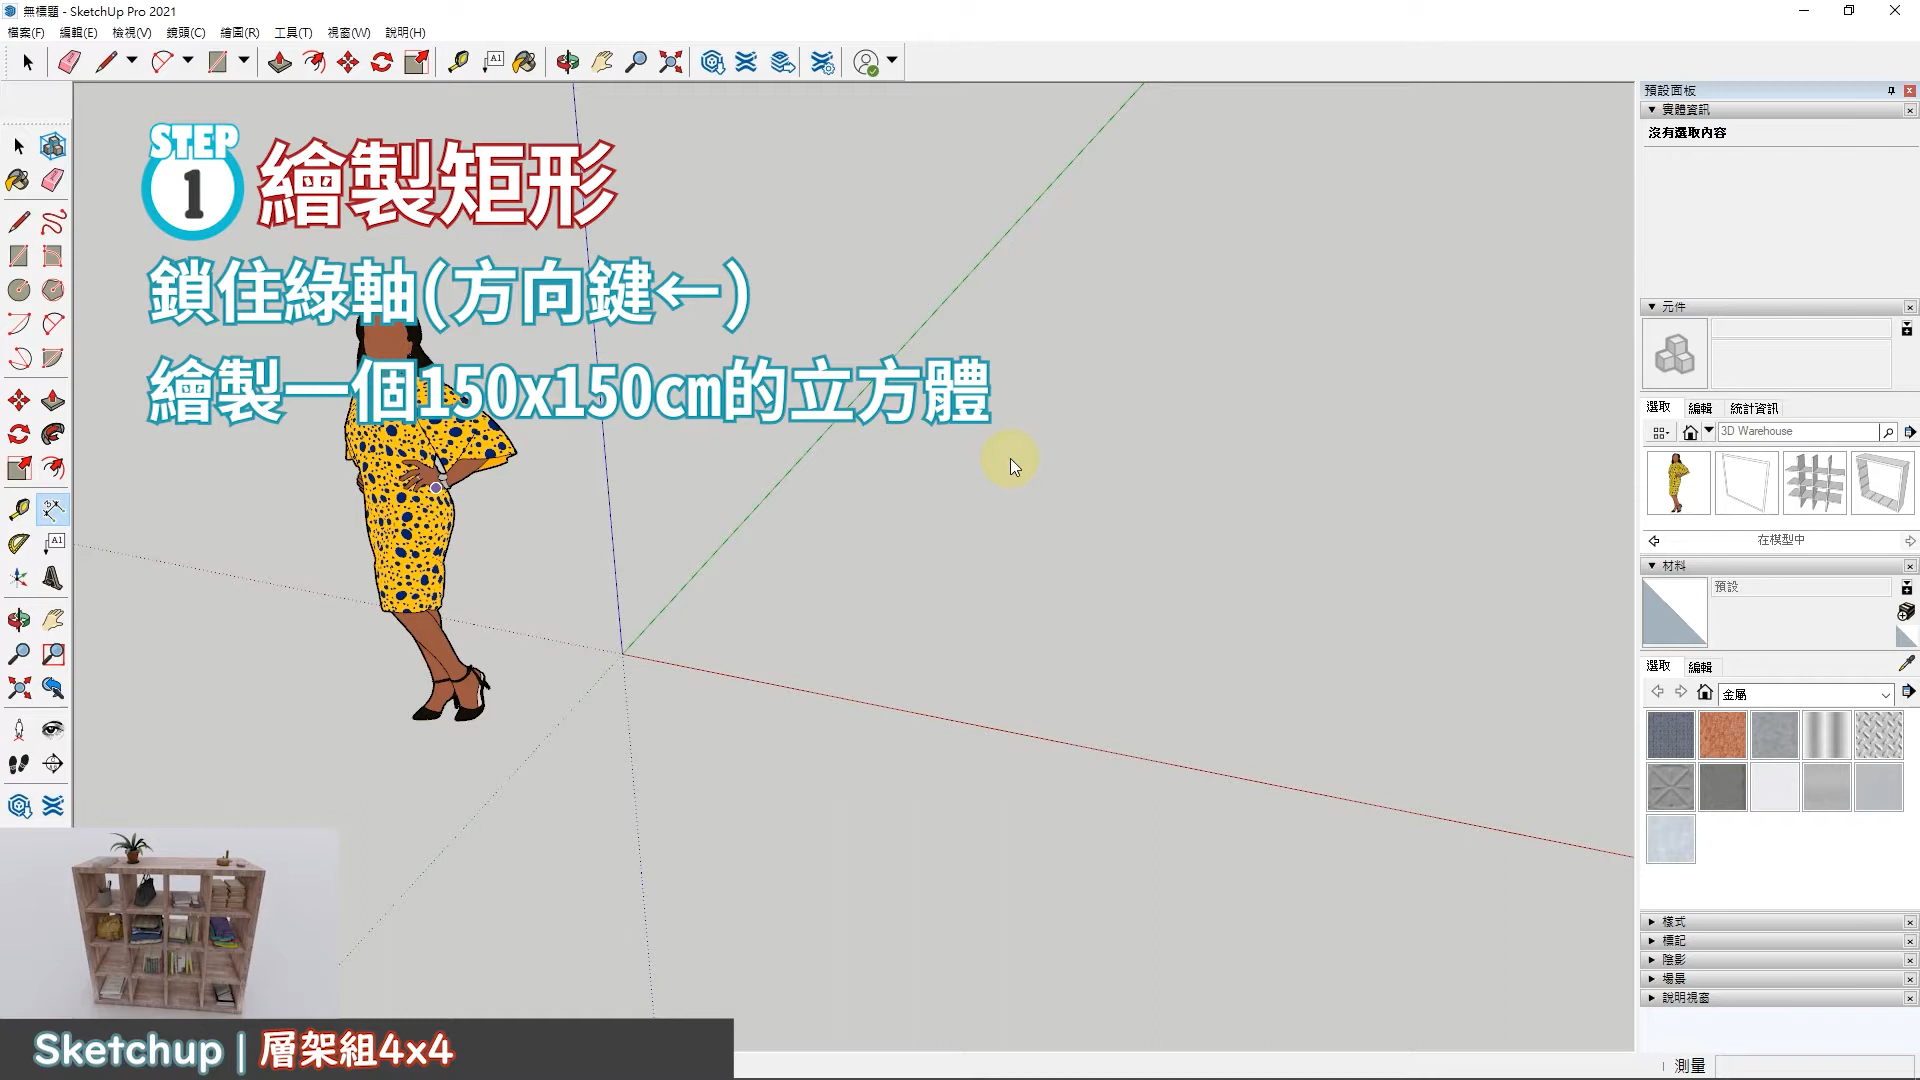 無標題 - SketchUp Pro 2021
檔案(F) 編輯(E) 檢視(V) 鏡頭(C) 繪圖(R) 工具(T) 視窗(W) 說明(H)
A1
預設面板
實體資訊
沒有選取內容
STEP
1
繪製矩形
鎖住綠軸(方向鍵←)
繪製一個150x150cm的立方體
元件
選取 編輯 統計資訊
3D Warehouse
A1
在模型中
材料
預設
選取 編輯
金屬
樣式
標記
陰影
場景
說明視窗
Sketchup | 層架組4x4
測量